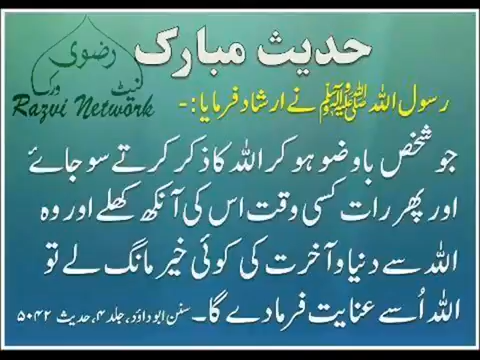 حدیث مبارک
رضوی
نیٹ ورک
Razvi Network
رسول اللہ ﷺ نے ارشاد فرمایا:-
جو شخص باوضو ہو کر اللہ کا ذکر کرتے سو جائے
اور پھر رات کسی وقت اس کی آنکھ کھلے اور وہ
اللہ سے دنیا و آخرت کی کوئی خیر مانگ لے تو
اللہ اُسے عنایت فرما دے گا۔ سنن ابو داؤد، جلد ۴، حدیث ۵۰۴۲